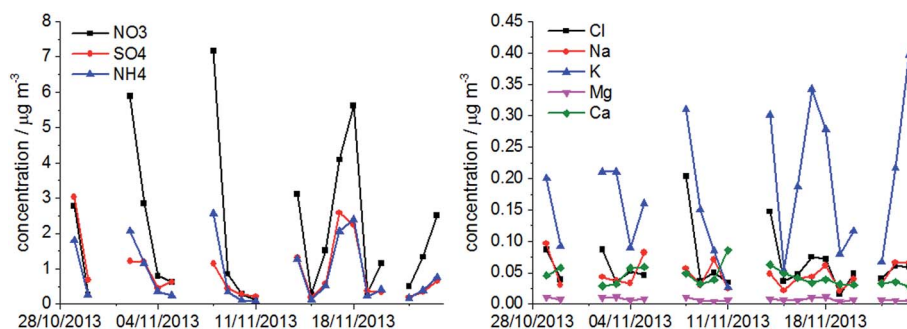 concentration / µg m-3
8
7
6
5
4
3
2
1
0
NO3
SO4
NH4
28/10/2013
04/11/2013
11/11/2013
18/11/2013
concentration / µg m-3
0.45
0.40
0.35
0.30
0.25
0.20
0.15
0.10
0.05
0.00
Cl
Na
K
Mg
Ca
28/10/2013
04/11/2013
11/11/2013
18/11/2013